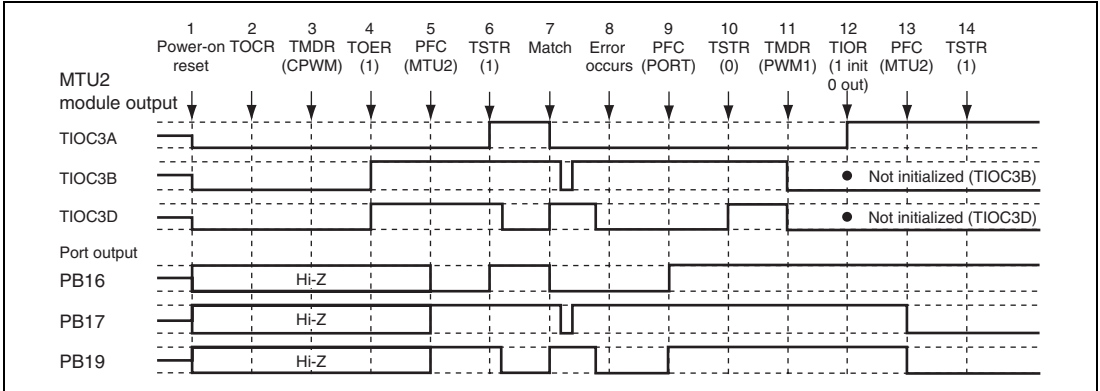 1 2 3 4 5 6 7 8 9 10 11 12 13 14
Power-on TOCR TMDR TOER PFC TSTR Match Error PFC TSTR TMDR TIOR PFC TSTR
reset (CPWM) (1) (MTU2) (1) occurs (PORT) (0) (PWM1) (1 init (MTU2) (1)
0 out)
MTU2
module output
TIOC3A
TIOC3B ● Not initialized (TIOC3B)
TIOC3D ● Not initialized (TIOC3D)
Port output
PB16 Hi-Z
PB17 Hi-Z
PB19 Hi-Z